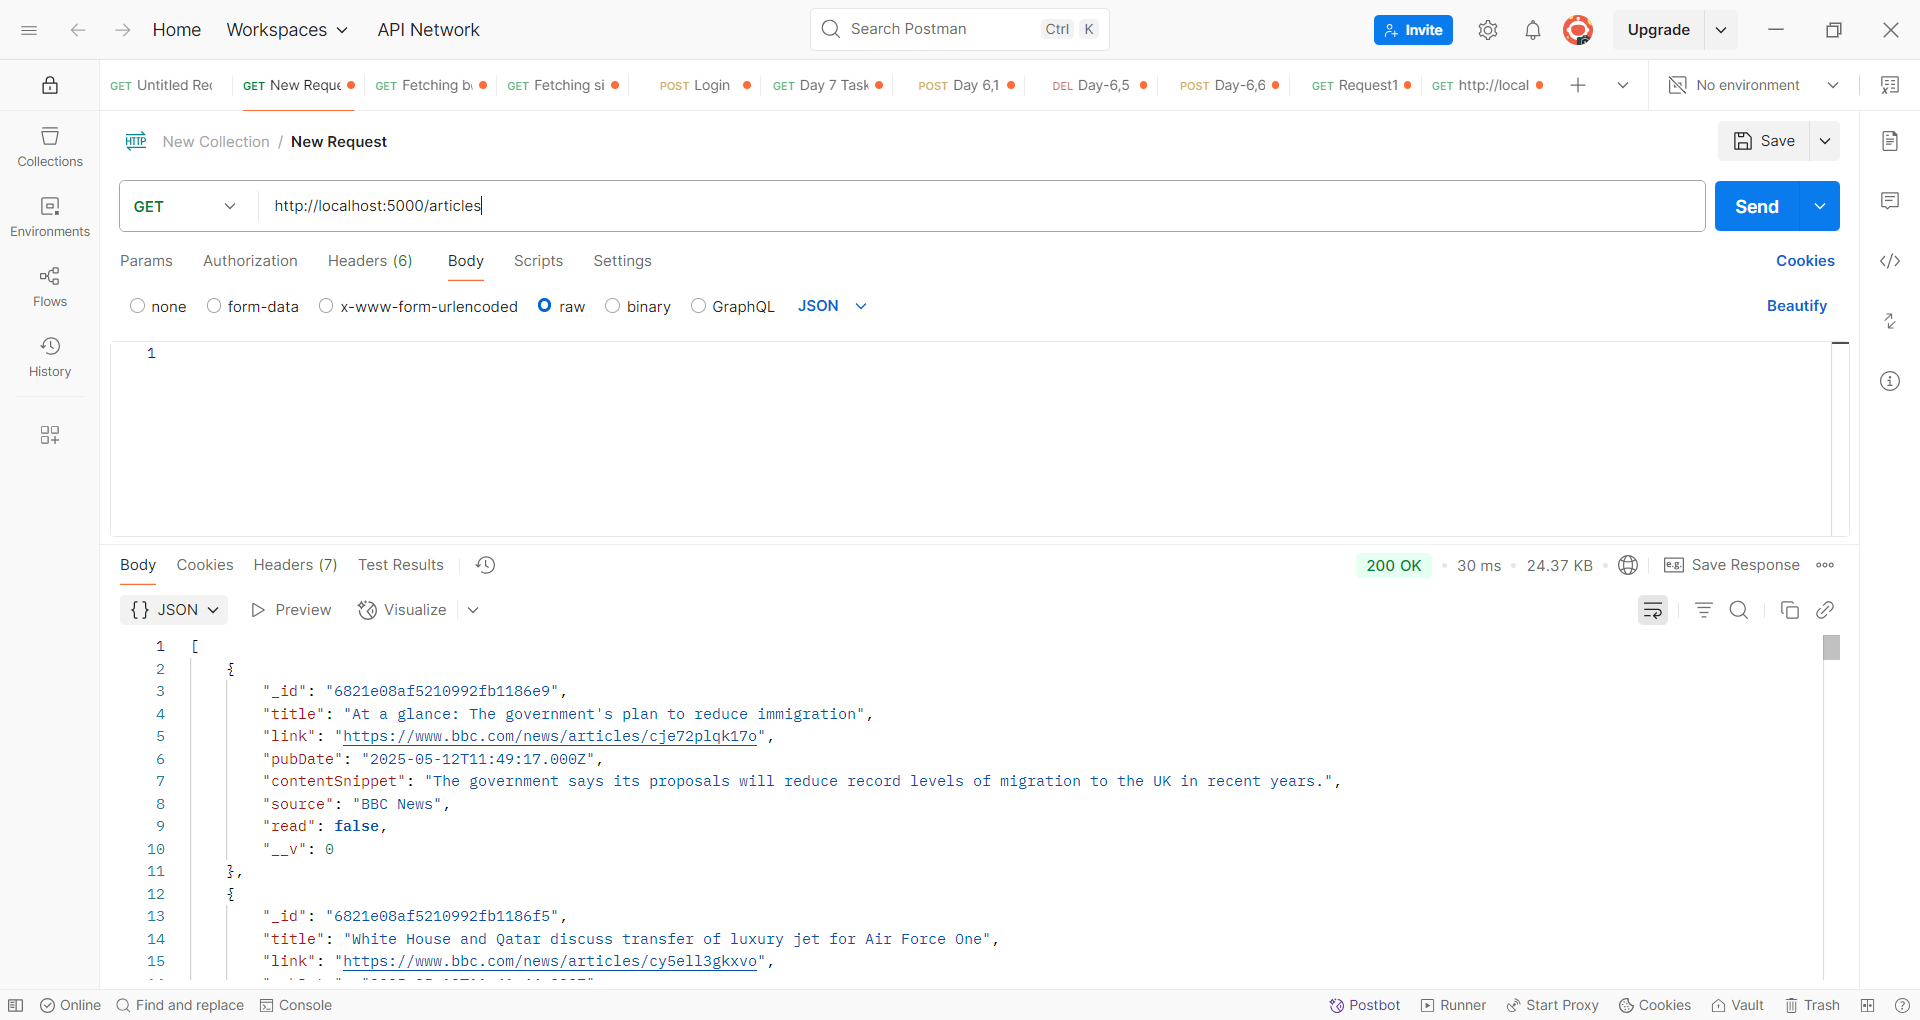 Home Workspaces API Network Search Postman Ctrl K Invite Upgrade
GET Untitled Rec GET New Reque GET Fetching b GET Fetching si POST Login GET Day 7 Task POST Day 6,1 DEL Day-6,5 POST Day-6,6 GET Request1 GET http://local No environment
HTTP New Collection / New Request Save
Collections
Environments
Flows
History
GET http://localhost:5000/articles Send
Params Authorization Headers (6) Body Scripts Settings Cookies
none form-data x-www-form-urlencoded raw binary GraphQL JSON Beautify
1
Body Cookies Headers (7) Test Results 200 OK 30 ms 24.37 KB e.g. Save Response
{} JSON Preview Visualize
1 [
2 {
3 "_id": "6821e08af5210992fb1186e9",
4 "title": "At a glance: The government's plan to reduce immigration",
5 "link": "https://www.bbc.com/news/articles/cje72plqk17o",
6 "pubDate": "2025-05-12T11:49:17.000Z",
7 "contentSnippet": "The government says its proposals will reduce record levels of migration to the UK in recent years.",
8 "source": "BBC News",
9 "read": false,
10 "__v": 0
11 },
12 {
13 "_id": "6821e08af5210992fb1186f5",
14 "title": "White House and Qatar discuss transfer of luxury jet for Air Force One",
15 "link": "https://www.bbc.com/news/articles/cy5ell3gkxvo",
Online Find and replace Console Postbot Runner Start Proxy Cookies Vault Trash